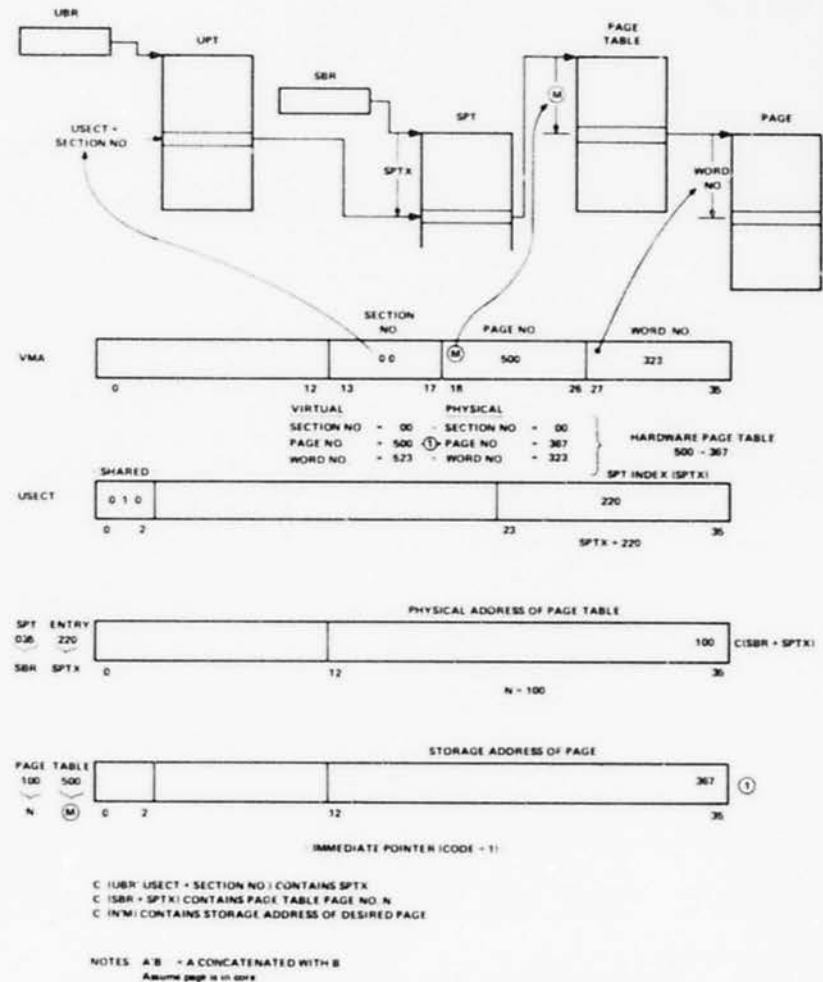 UBR
UPT
SBR
SPT
PAGE
TABLE
PAGE
M
USECT +
SECTION NO
SPTX
WORD
NO
SECTION
NO
PAGE NO
WORD NO
VMA
0 0
M
500
323
0
12
13
17
18
26
27
35
VIRTUAL
PHYSICAL
SECTION NO = 00 - SECTION NO = 00
PAGE NO = 500 1 PAGE NO = 367
WORD NO = 523 - WORD NO = 323
HARDWARE PAGE TABLE
500 - 367
SHARED
SPT INDEX (SPTX)
USECT
0 1 0
220
0
2
23
35
SPTX = 220
PHYSICAL ADDRESS OF PAGE TABLE
SPT ENTRY
220
100
C(SBR + SPTX)
SBR SPTX
0
12
35
N = 100
STORAGE ADDRESS OF PAGE
PAGE TABLE
100 500
367
1
N M
0
2
12
35
IMMEDIATE POINTER (CODE = 1)
C (UBR' USECT + SECTION NO) CONTAINS SPTX
C (SBR + SPTX) CONTAINS PAGE TABLE PAGE NO. N
C (N'M) CONTAINS STORAGE ADDRESS OF DESIRED PAGE
NOTES A'B = A CONCATENATED WITH B
Assume page is in core